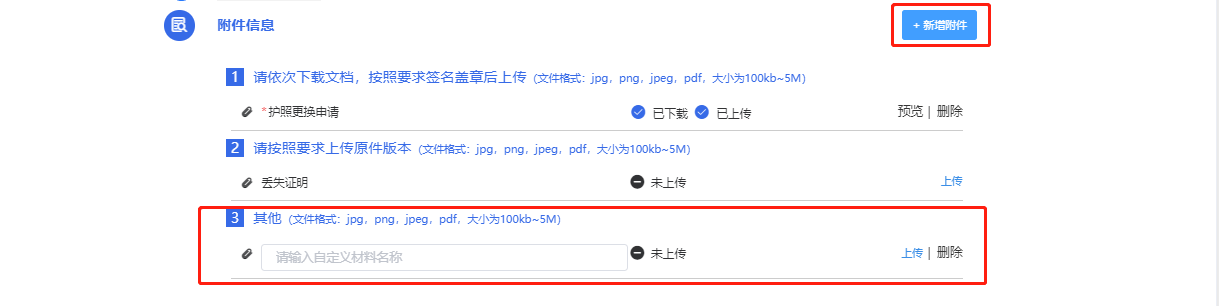 附件信息
+ 新增附件
1 请依次下载文档，按照要求签名盖章后上传（文件格式：jpg，png，jpeg，pdf，大小为100kb~5M）
*护照更换申请 已下载 已上传 预览 | 删除
2 请按照要求上传原件版本（文件格式：jpg，png，jpeg，pdf，大小为100kb~5M）
丢失证明 未上传 上传
3 其他（文件格式：jpg，png，jpeg，pdf，大小为100kb~5M）
请输入自定义材料名称 未上传 上传 | 删除